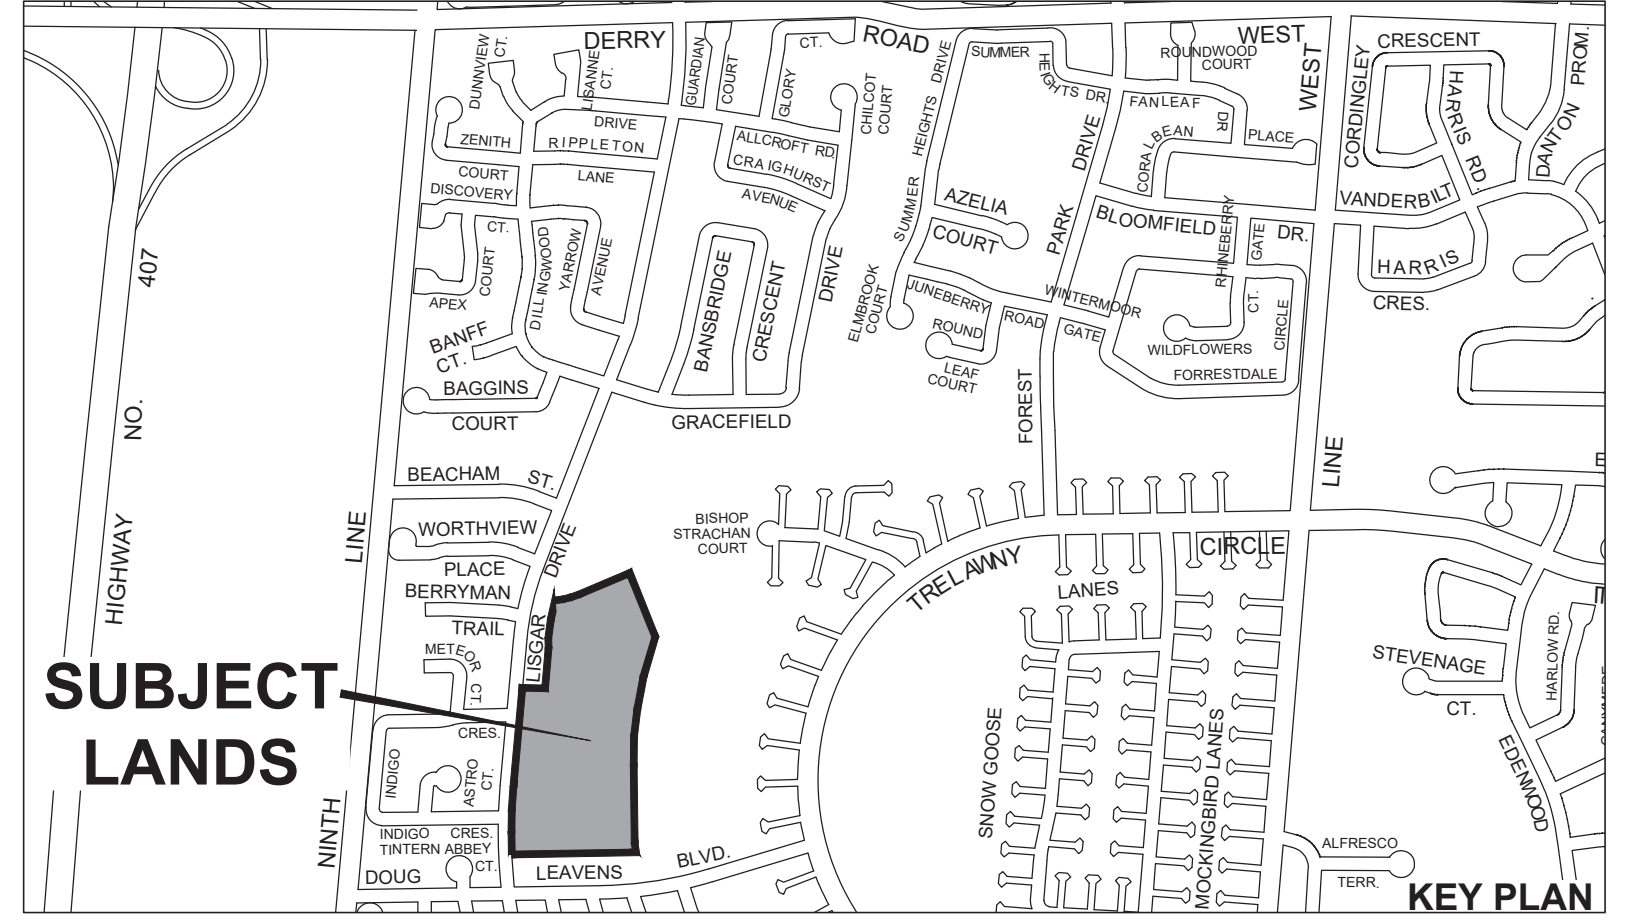 DERRY
ROAD
WEST
WEST
DUNNVIEW
CT.
LISANNE
CT.
GUARDIAN
COURT
GLORY
CT.
CHILCOT
COURT
SUMMER
HEIGHTS DR.
SUMMER HEIGHTS DRIVE
ROUNDWOOD
COURT
FANLEAF
DR
CORALBEAN
PLACE
CORDINGLEY
CRESCENT
HARRIS RD.
DANTON PROM.
VANDERBILT
HARRIS
CRES.
ZENITH
COURT
DRIVE
RIPPLETON
LANE
DISCOVERY
CT.
APEX
COURT
DILLINGWOOD
YARROW
AVENUE
ALLCROFT RD.
CRAIGHURST
AVENUE
BANSBRIDGE
CRESCENT
DRIVE
GRACEFIELD
AZELIA
COURT
PARK
DRIVE
BLOOMFIELD
DR.
RHINEBERRY
GATE
ELMBROOK
COURT
JUNEBERRY
ROAD
ROUND
LEAF
COURT
WINTERMOOR
GATE
CT.
WILDFLOWERS
CIRCLE
FORRESTDALE
FOREST
BANFF
CT.
BAGGINS
COURT
407
NO.
HIGHWAY
BEACHAM
ST.
WORTHVIEW
PLACE
BERRYMAN
TRAIL
METEOR
CT.
LISGAR
DRIVE
LINE
NINTH
LINE
BISHOP
STRACHAN
COURT
TRELAWNY
CIRCLE
LANES
SNOW GOOSE
MOCKINGBIRD LANES
STEVENAGE
CT.
HARLOW RD.
EDENWOOD
SUBJECT
LANDS
CRES.
INDIGO
ASTRO
CT.
INDIGO CRES.
TINTERN ABBEY
CT.
DOUG
LEAVENS
BLVD.
ALFRESCO
TERR.
KEY PLAN